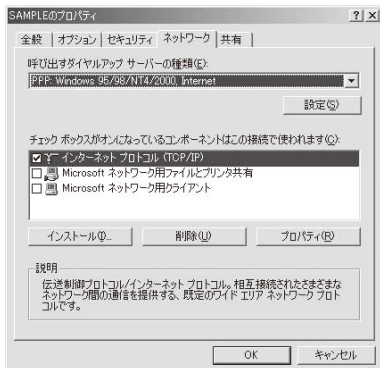 SAMPLEのプロパティ
全般 オプション セキュリティ ネットワーク 共有
呼び出すダイヤルアップ サーバーの種類(E):
PPP: Windows 95/98/NT4/2000, Internet
設定(S)
チェック ボックスがオンになっているコンポーネントはこの接続で使われます(O):
インターネット プロトコル (TCP/IP)
Microsoft ネットワーク用ファイルとプリンタ共有
Microsoft ネットワーク用クライアント
インストール(I)... 削除(U) プロパティ(R)
説明
伝送制御プロトコル/インターネット プロトコル。相互接続されたさまざまな
ネットワーク間の通信を提供する、既定のワイド エリア ネットワーク プロト
コルです。
OK キャンセル